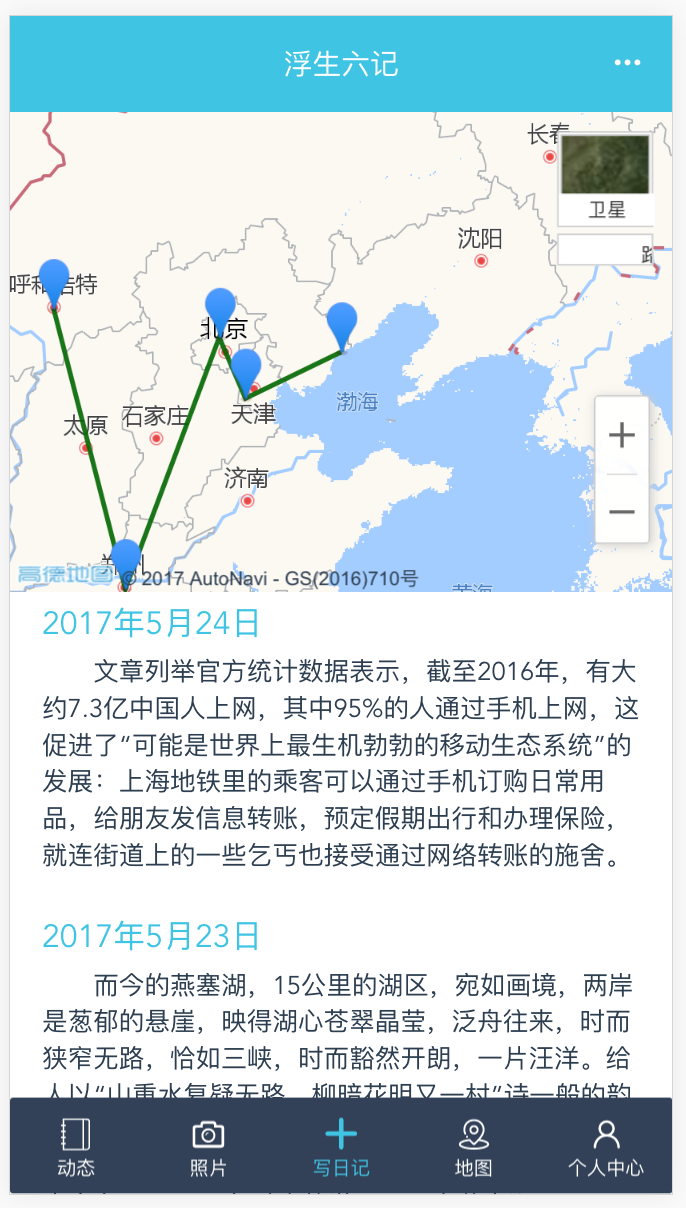 浮生六记
长春
卫星
沈阳
呼和浩特
北京
渤海
天津
石家庄
太原
济南
郑州
高德地图
© 2017 AutoNavi - GS(2016)710号
黄海
2017年5月24日
文章列举官方统计数据表示，截至2016年，有大
约7.3亿中国人上网，其中95%的人通过手机上网，这
促进了“可能是世界上最生机勃勃的移动生态系统”的
发展：上海地铁里的乘客可以通过手机订购日常用
品，给朋友发信息转账，预定假期出行和办理保险，
就连街道上的一些乞丐也接受通过网络转账的施舍。
2017年5月23日
而今的燕塞湖，15公里的湖区，宛如画境，两岸
是葱郁的悬崖，映得湖心苍翠晶莹，泛舟往来，时而
狭窄无路，恰如三峡，时而豁然开朗，一片汪洋。给
人以“山重水复疑无路，柳暗花明又一村”诗一般的韵
动态
照片
写日记
地图
个人中心